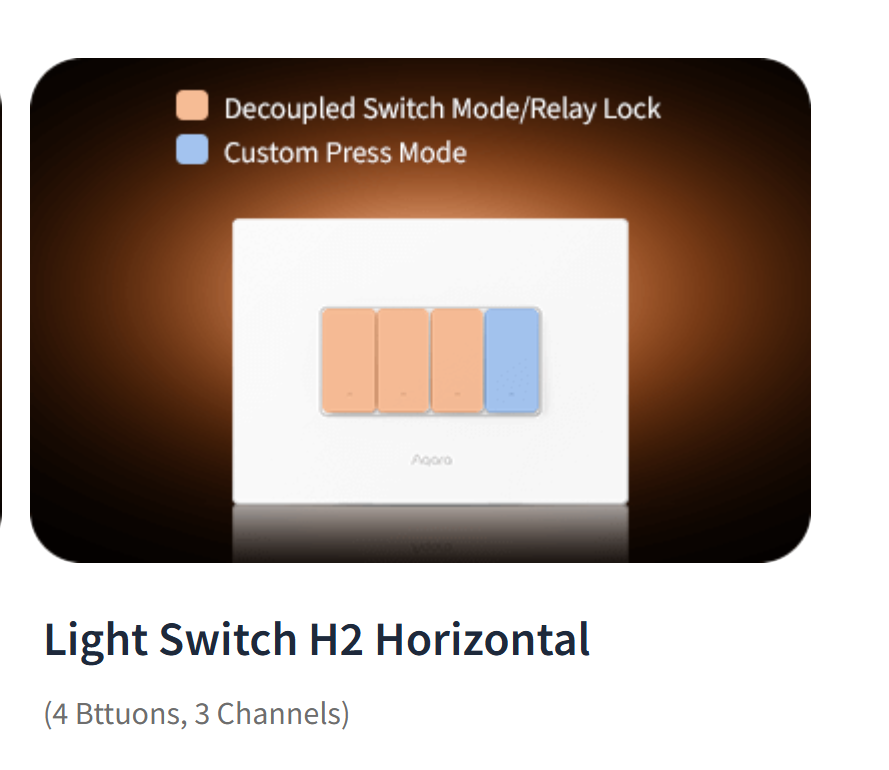 Decoupled Switch Mode/Relay Lock
Custom Press Mode
Aqara
Light Switch H2 Horizontal
(4 Bttuons, 3 Channels)